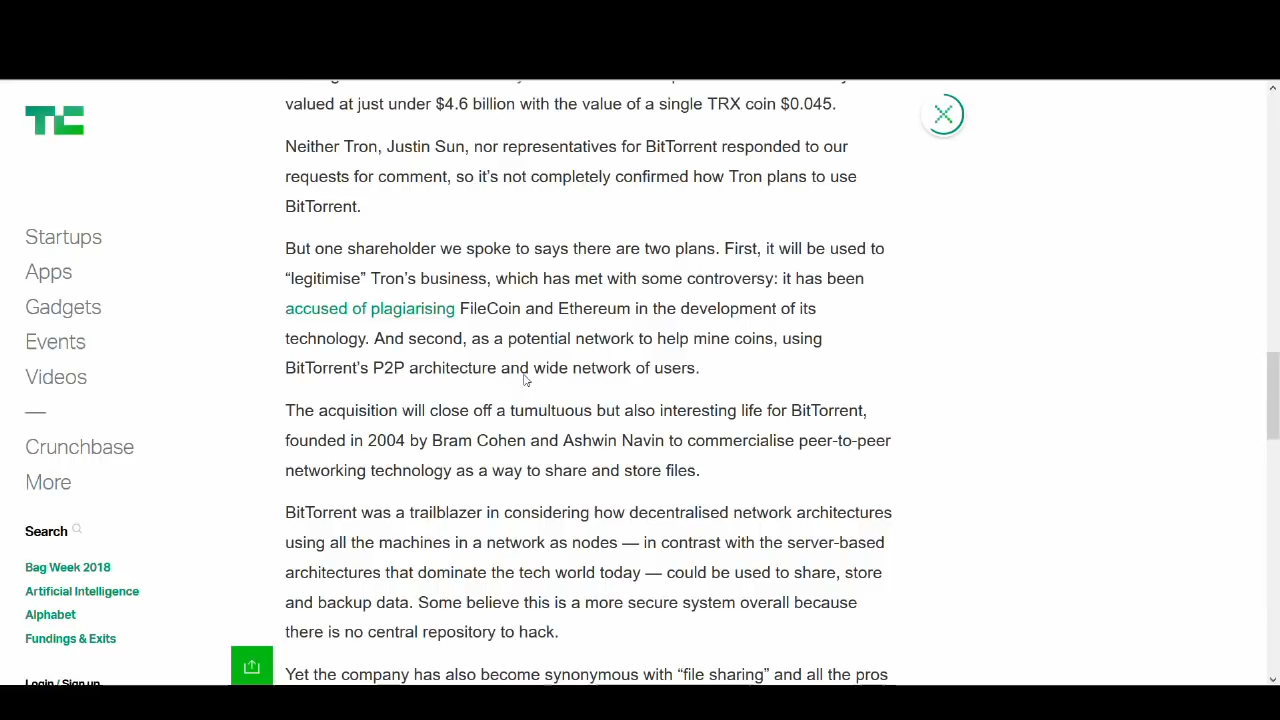 valued at just under $4.6 billion with the value of a single TRX coin $0.045.
TC
Neither Tron, Justin Sun, nor representatives for BitTorrent responded to our
requests for comment, so it’s not completely confirmed how Tron plans to use
BitTorrent.
Startups
Apps
Gadgets
Events
Videos
—
Crunchbase
More
Search
Bag Week 2018
Artificial Intelligence
Alphabet
Fundings & Exits
Login / Sign up
But one shareholder we spoke to says there are two plans. First, it will be used to
“legitimise” Tron’s business, which has met with some controversy: it has been
accused of plagiarising FileCoin and Ethereum in the development of its
technology. And second, as a potential network to help mine coins, using
BitTorrent’s P2P architecture and wide network of users.
The acquisition will close off a tumultuous but also interesting life for BitTorrent,
founded in 2004 by Bram Cohen and Ashwin Navin to commercialise peer-to-peer
networking technology as a way to share and store files.
BitTorrent was a trailblazer in considering how decentralised network architectures
using all the machines in a network as nodes — in contrast with the server-based
architectures that dominate the tech world today — could be used to share, store
and backup data. Some believe this is a more secure system overall because
there is no central repository to hack.
Yet the company has also become synonymous with “file sharing” and all the pros